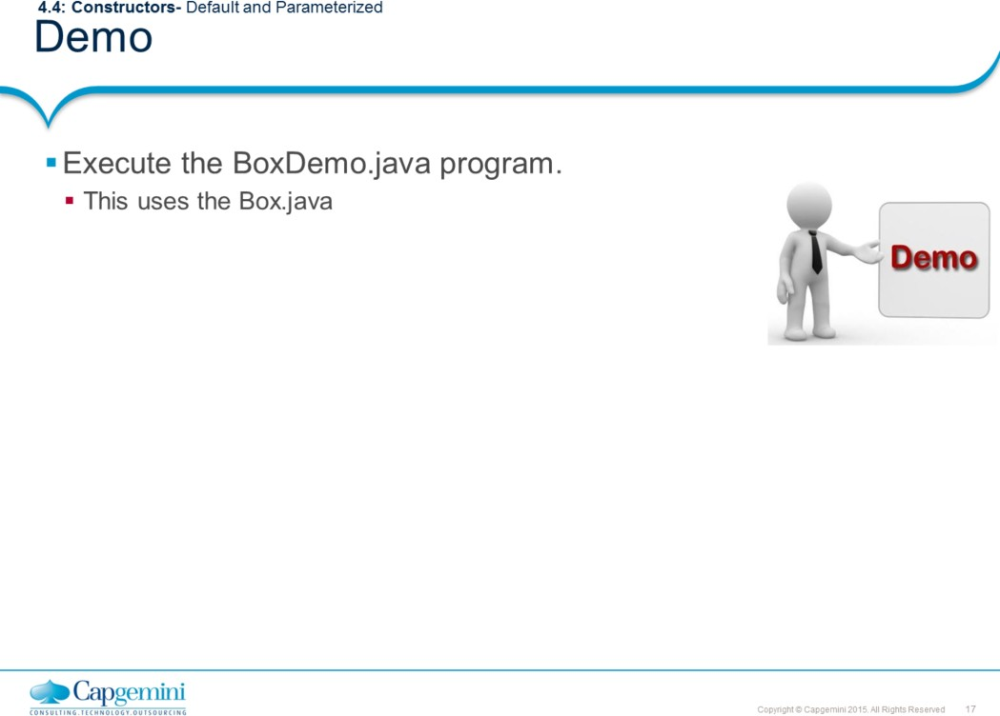 4.4: Constructors- Default and Parameterized
Demo
Execute the BoxDemo.java program.
This uses the Box.java
Demo
Capgemini
CONSULTING.TECHNOLOGY.OUTSOURCING
Copyright © Capgemini 2015. All Rights Reserved 17